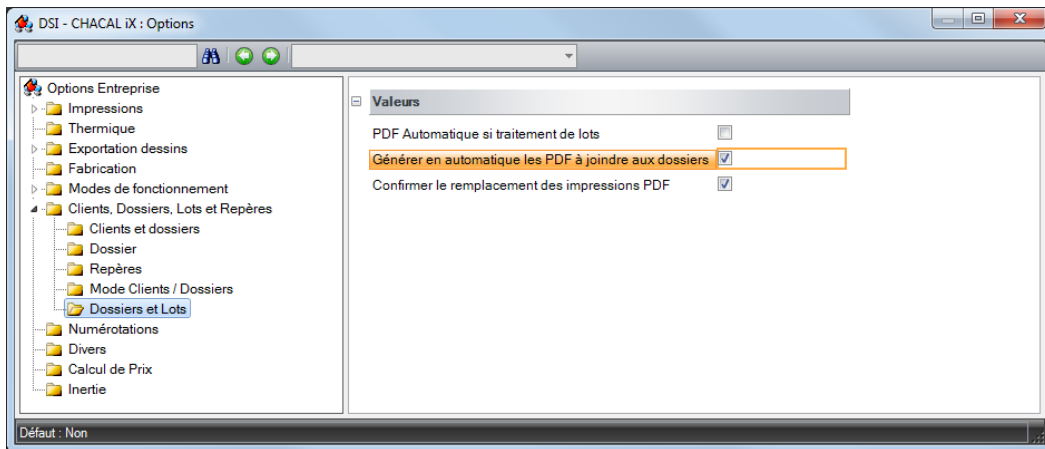 DSI - CHACAL iX : Options
Options Entreprise
Impressions
Thermique
Exportation dessins
Fabrication
Modes de fonctionnement
Clients, Dossiers, Lots et Repères
Clients et dossiers
Dossier
Repères
Mode Clients / Dossiers
Dossiers et Lots
Numérotations
Divers
Calcul de Prix
Inertie
Valeurs
PDF Automatique si traitement de lots
Générer en automatique les PDF à joindre aux dossiers
Confirmer le remplacement des impressions PDF
Défaut : Non